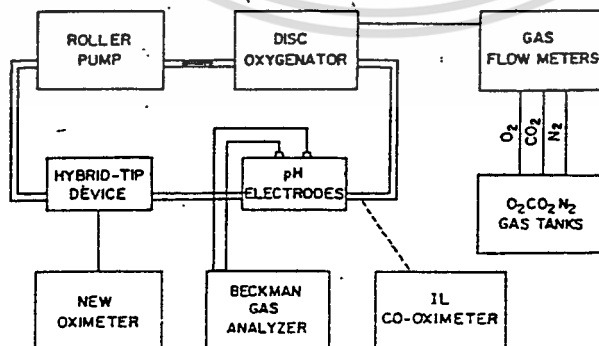 ROLLER
PUMP
DISC
OXYGENATOR
GAS
FLOW METERS
O2
CO2
N2
HYBRID-TIP
DEVICE
pH
ELECTRODES
O2CO2N2
GAS TANKS
NEW
OXIMETER
BECKMAN
GAS
ANALYZER
IL
CO-OXIMETER